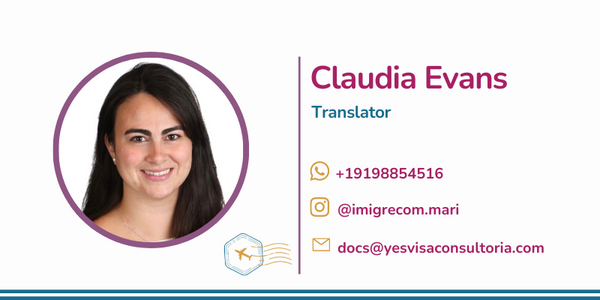 Claudia Evans
Translator
+19198854516
@imigrecom.mari
docs@yesvisaconsultoria.com